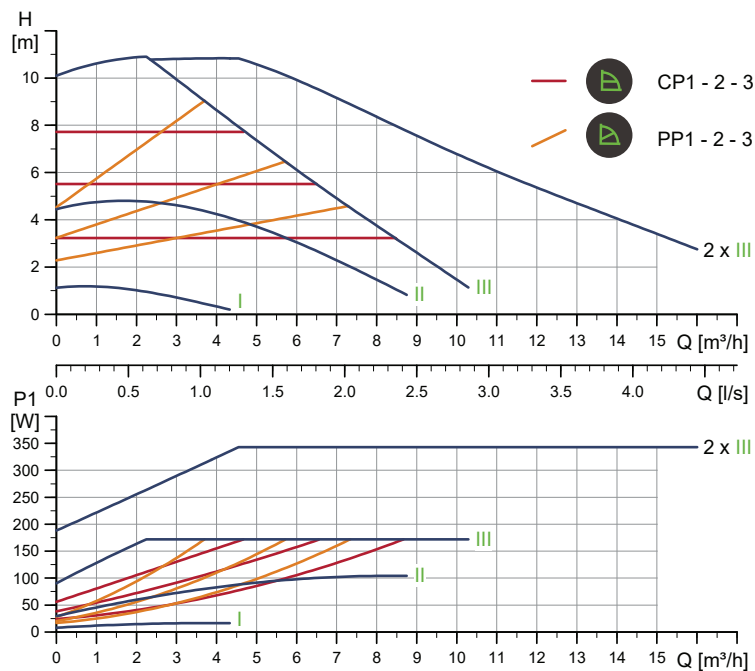 H
[m]
10
8
6
4
2
0
CP1 - 2 - 3
PP1 - 2 - 3
I
II
III
2 x III
0 1 2 3 4 5 6 7 8 9 10 11 12 13 14 15 Q [m³/h]
0.0 0.5 1.0 1.5 2.0 2.5 3.0 3.5 4.0 Q [l/s]
P1
[W]
350
300
250
200
150
100
50
0
2 x III
III
II
I
0 1 2 3 4 5 6 7 8 9 10 11 12 13 14 15 Q [m³/h]